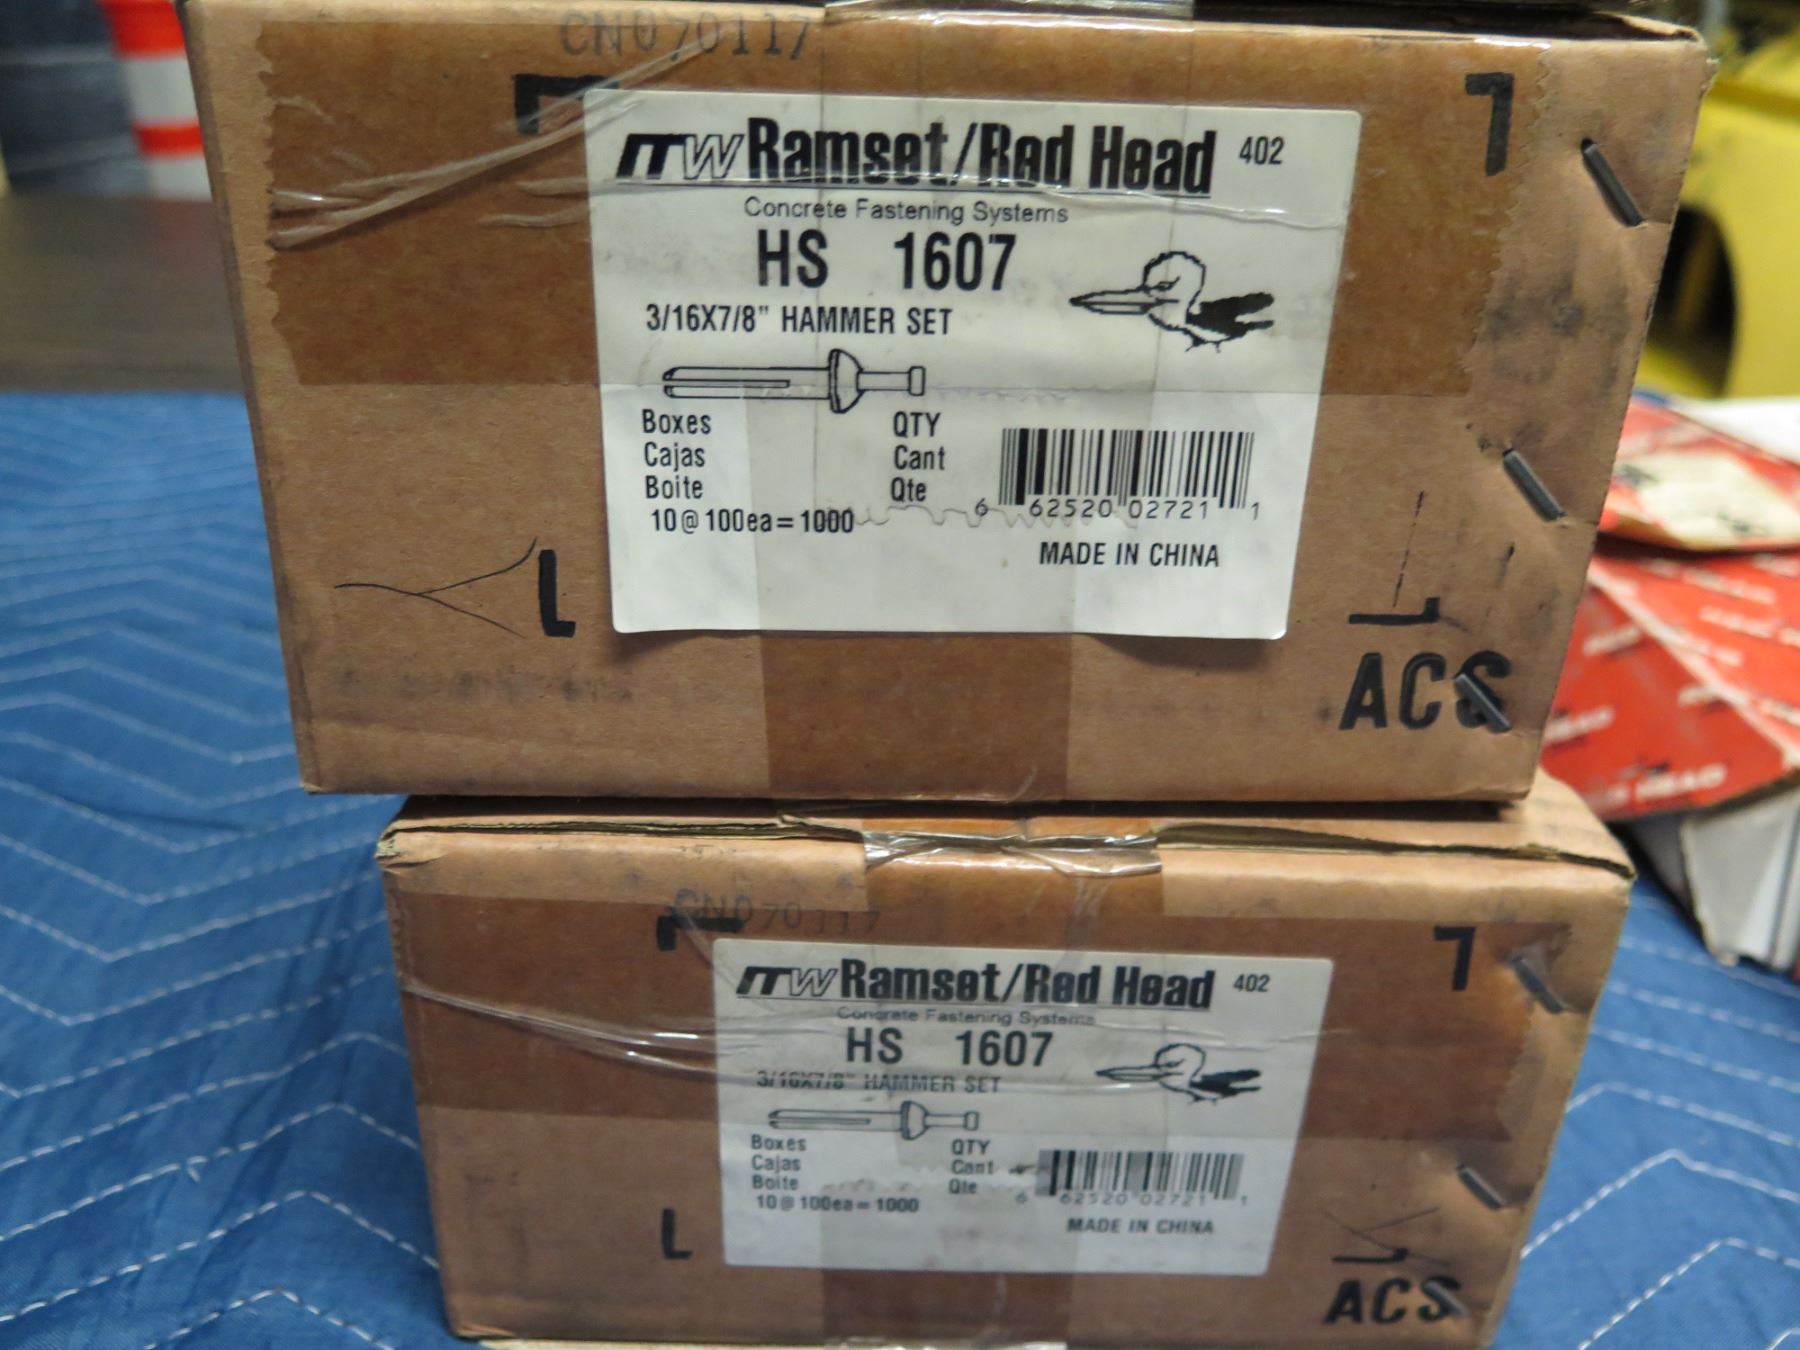 CN070117
ITW Ramset/Red Head 402
Concrete Fastening Systems
HS 1607
3/16X7/8" HAMMER SET
Boxes QTY
Cajas Cant
Boite Qte
10@100ea=1000
6 62520 02721 1
MADE IN CHINA
ACS
CN070117
ITW Ramset/Red Head 402
Concrete Fastening Systems
HS 1607
3/16X7/8" HAMMER SET
Boxes QTY
Cajas Cant
Boite Qte
10@100ea=1000
6 62520 02721 1
MADE IN CHINA
ACS